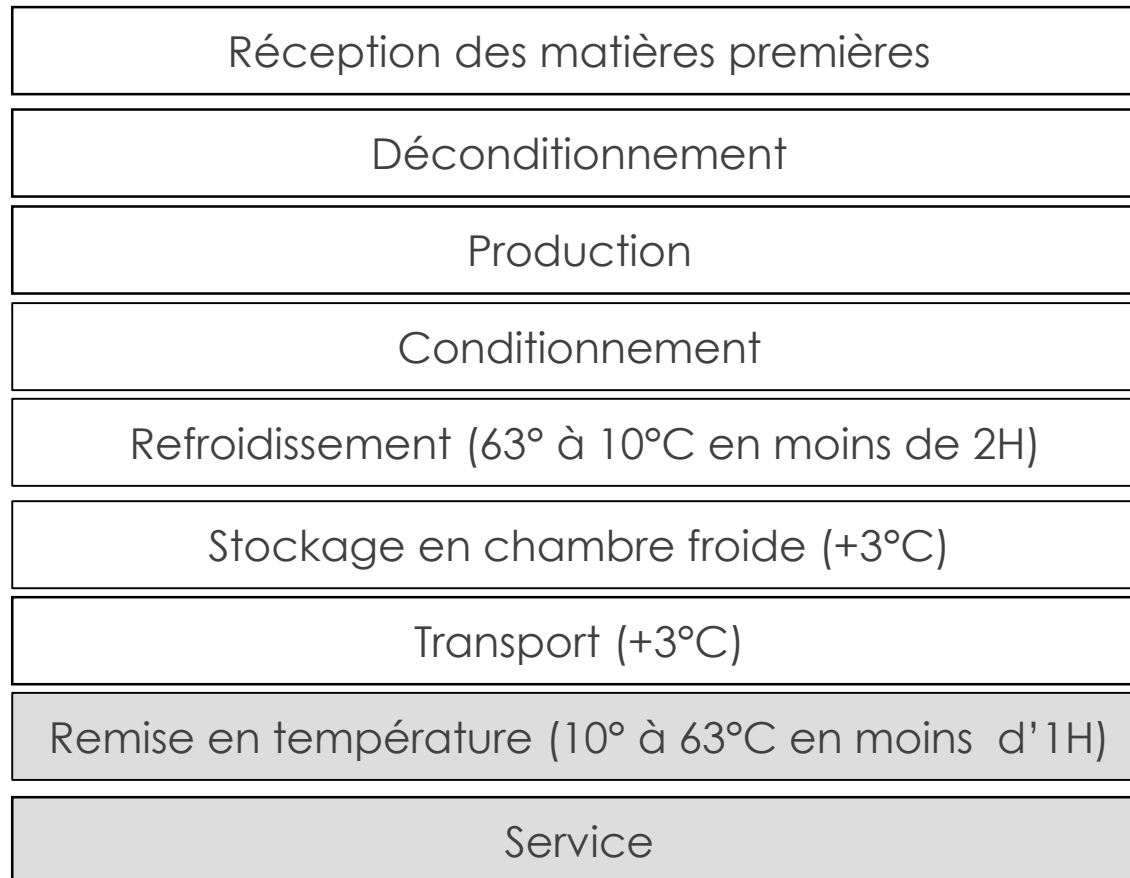 Réception des matières premières
Déconditionnement
Production
Conditionnement
Refroidissement (63° à 10°C en moins de 2H)
Stockage en chambre froide (+3°C)
Transport (+3°C)
Remise en température (10° à 63°C en moins  d’1H)
Service